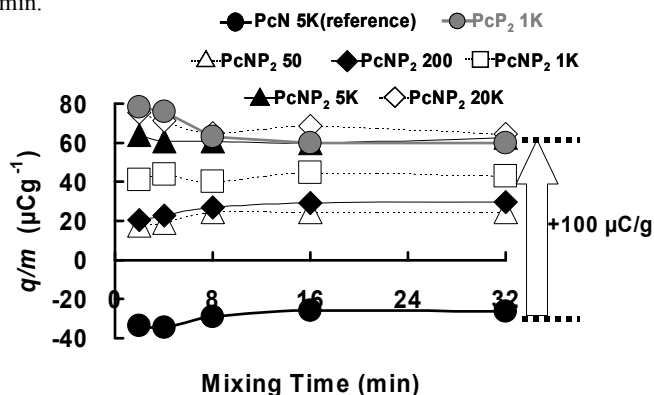 min.
PcN 5K(reference) PcP2 1K
PcNP2 50 PcNP2 200 PcNP2 1K
PcNP2 5K PcNP2 20K
80
60
40
20
0
-20
-40
q/m (μCg-1)
0 8 16 24 32
+100 μC/g
Mixing Time (min)